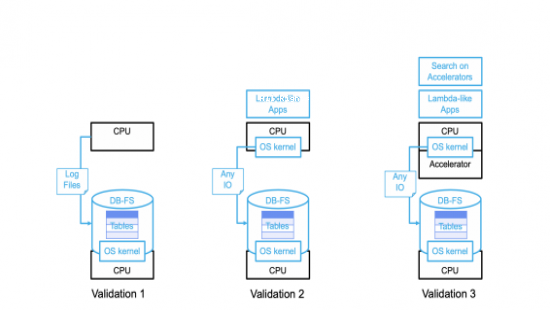 CPU
Log
Files
DB-FS
Tables
OS kernel
CPU
Validation 1
Lambda-like
Apps
CPU
OS kernel
Any
IO
DB-FS
Tables
OS kernel
CPU
Validation 2
Search on
Accelerators
Lambda-like
Apps
CPU
OS kernel
Accelerator
Any
IO
DB-FS
Tables
OS kernel
CPU
Validation 3